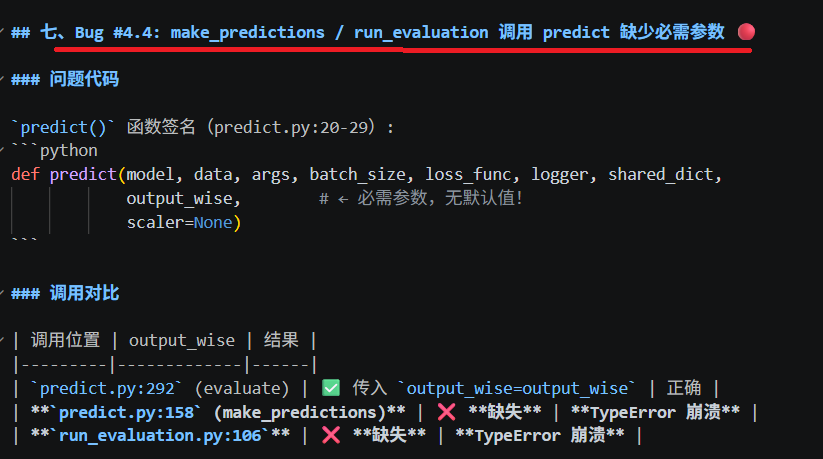 ## 七、Bug #4.4: make_predictions / run_evaluation 调用 predict 缺少必需参数 🔴
### 问题代码
`predict()` 函数签名（predict.py:20-29）:
```python
def predict(model, data, args, batch_size, loss_func, logger, shared_dict,
output_wise, # ← 必需参数，无默认值!
scaler=None)
```
### 调用对比
| 调用位置 | output_wise | 结果 |
|---------|-------------|------|
| `predict.py:292` (evaluate) | ✅ 传入 `output_wise=output_wise` | 正确 |
| **`predict.py:158` (make_predictions)** | ❌ **缺失** | **TypeError 崩溃** |
| **`run_evaluation.py:106`** | ❌ **缺失** | **TypeError 崩溃** |